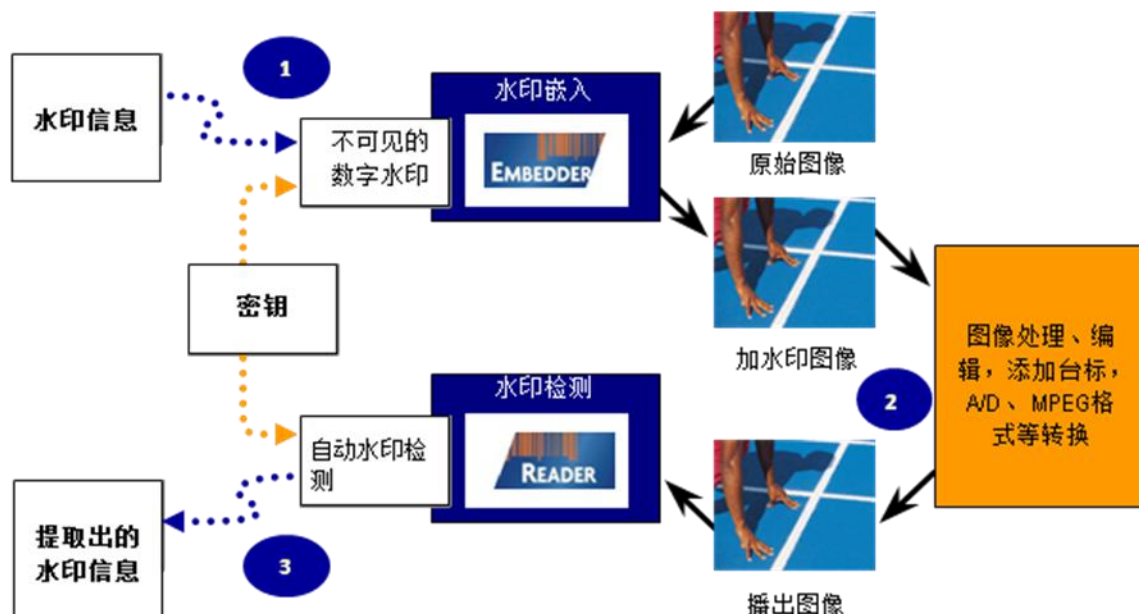 1
水印信息
水印嵌入
不可见的
数字水印
EMBEDDER
原始图像
密钥
加水印图像
图像处理、编
辑，添加台标，
A/D、MPEG格
式等转换
2
水印检测
自动水印检
测
READER
提取出的
水印信息
3
播出图像